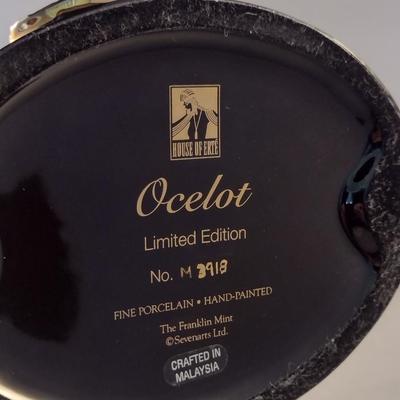 HOUSE OF ERTÉ
Ocelot
Limited Edition
No. M 3918
FINE PORCELAIN • HAND-PAINTED
The Franklin Mint
©Sevenarts Ltd.
CRAFTED IN
MALAYSIA